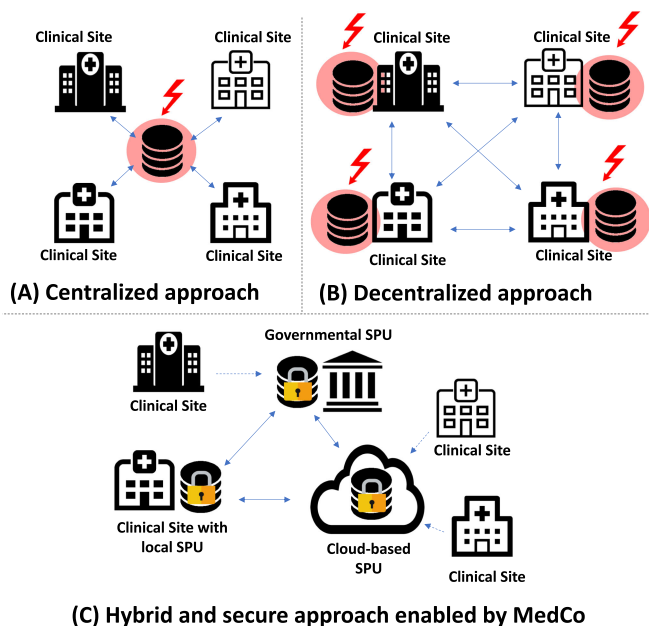 Clinical Site
Clinical Site
Clinical Site
Clinical Site
(A) Centralized approach
Clinical Site
Clinical Site
Clinical Site
Clinical Site
(B) Decentralized approach
Governmental SPU
Clinical Site
Clinical Site
Clinical Site with
local SPU
Cloud-based
SPU
Clinical Site
(C) Hybrid and secure approach enabled by MedCo